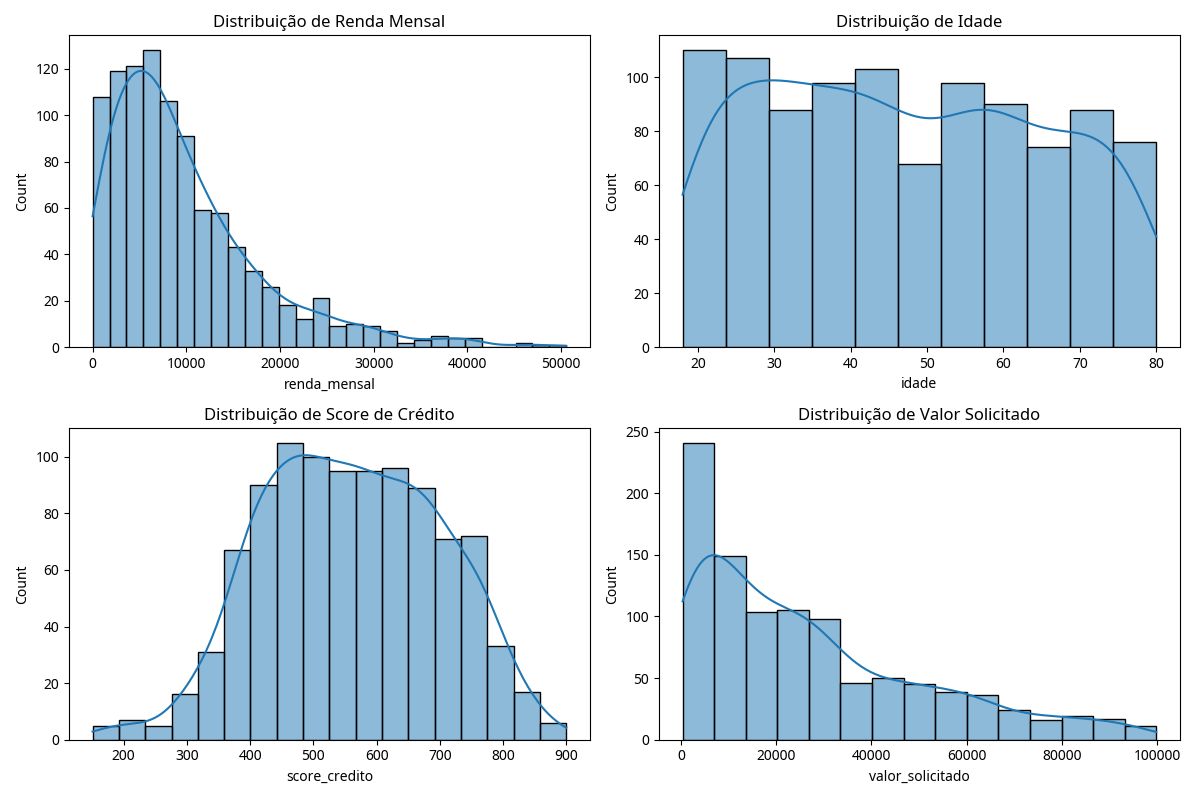 Distribuição de Renda Mensal
Count
120
100
80
60
40
20
0
0 10000 20000 30000 40000 50000
renda_mensal
Distribuição de Idade
Count
100
80
60
40
20
0
20 30 40 50 60 70 80
idade
Distribuição de Score de Crédito
Count
100
80
60
40
20
0
200 300 400 500 600 700 800 900
score_credito
Distribuição de Valor Solicitado
Count
250
200
150
100
50
0
0 20000 40000 60000 80000 100000
valor_solicitado